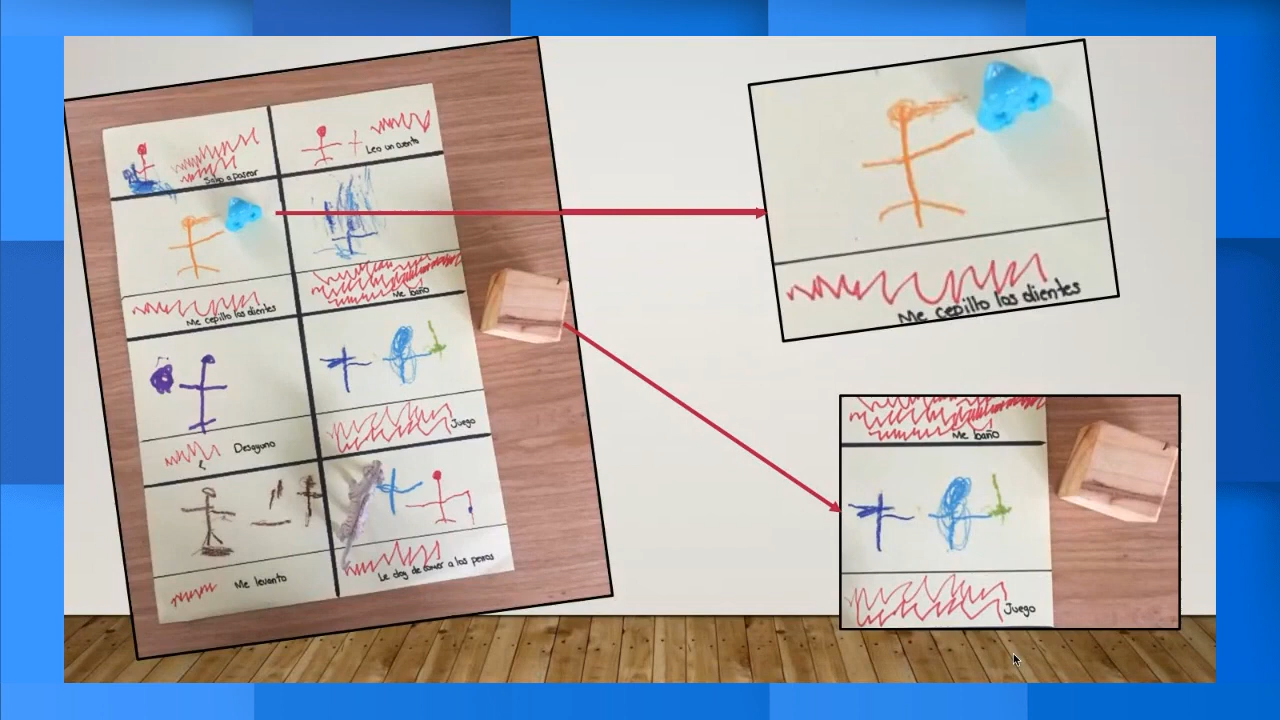 Salgo a pasear
Leo un cuento
Me cepillo los dientes
Me baño
Desayuno
Juego
Me levanto
Le doy de comer a los perros
Me cepillo los dientes
Me baño
Juego